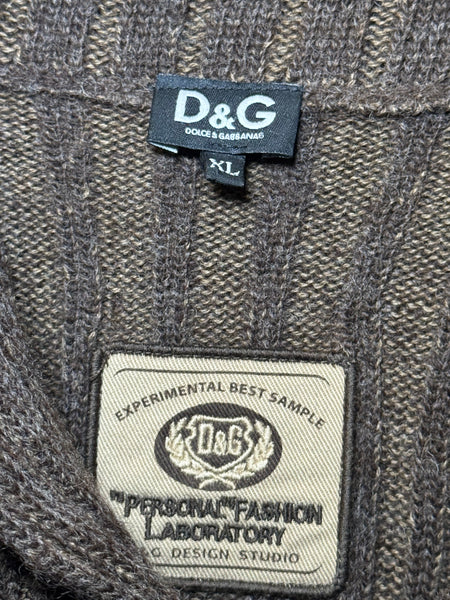 D&G
DOLCE & GABBANA
XL
EXPERIMENTAL BEST SAMPLE
D&G
"PERSONAL" FASHION
LABORATORY
G DESIGN STUDIO